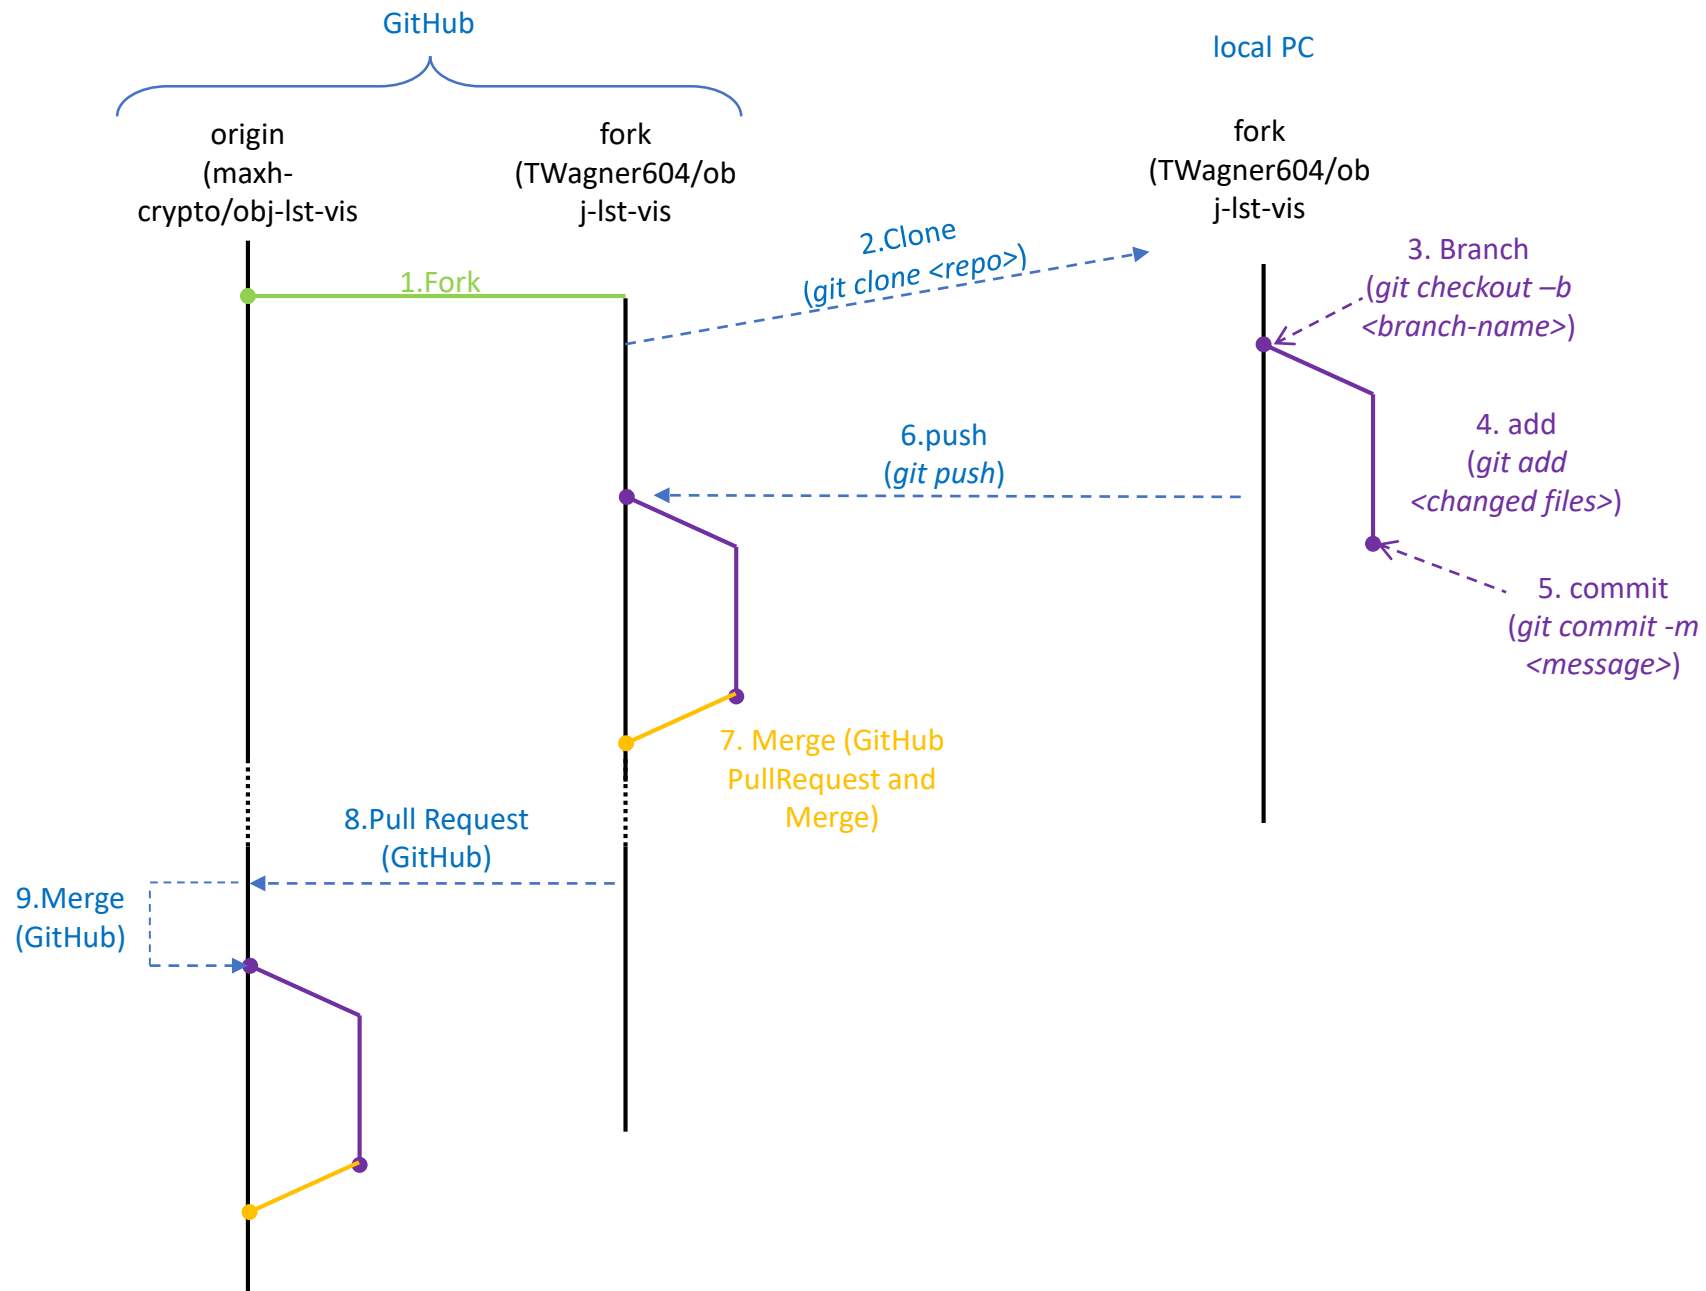 GitHub
local PC
origin
(maxh-
crypto/obj-lst-vis
fork
(TWagner604/ob
j-lst-vis
fork
(TWagner604/ob
j-lst-vis
1.Fork
2.Clone
(git clone <repo>)
3. Branch
(git checkout –b
<branch-name>)
4. add
(git add
<changed files>)
5. commit
(git commit -m
<message>)
6.push
(git push)
7. Merge (GitHub
PullRequest and
Merge)
8.Pull Request
(GitHub)
9.Merge
(GitHub)